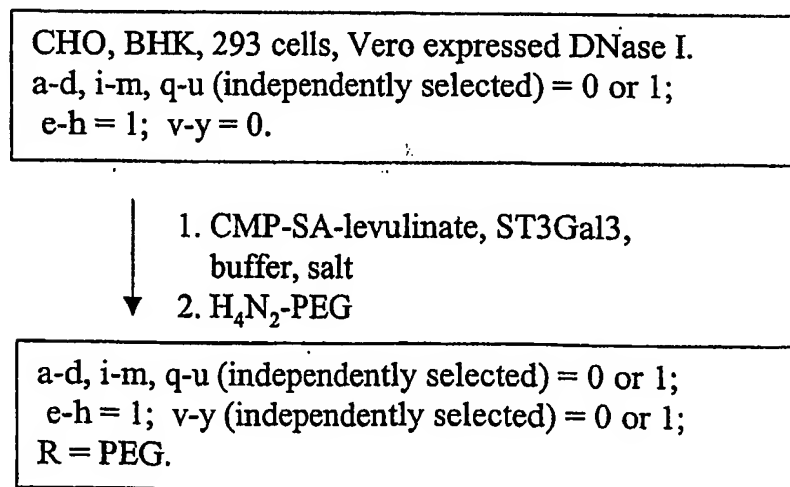 CHO, BHK, 293 cells, Vero expressed DNase I.
a-d, i-m, q-u (independently selected) = 0 or 1;
e-h = 1; v-y = 0.
1. CMP-SA-levulinate, ST3Gal3,
buffer, salt
2. H₄N₂-PEG
a-d, i-m, q-u (independently selected) = 0 or 1;
e-h = 1; v-y (independently selected) = 0 or 1;
R = PEG.